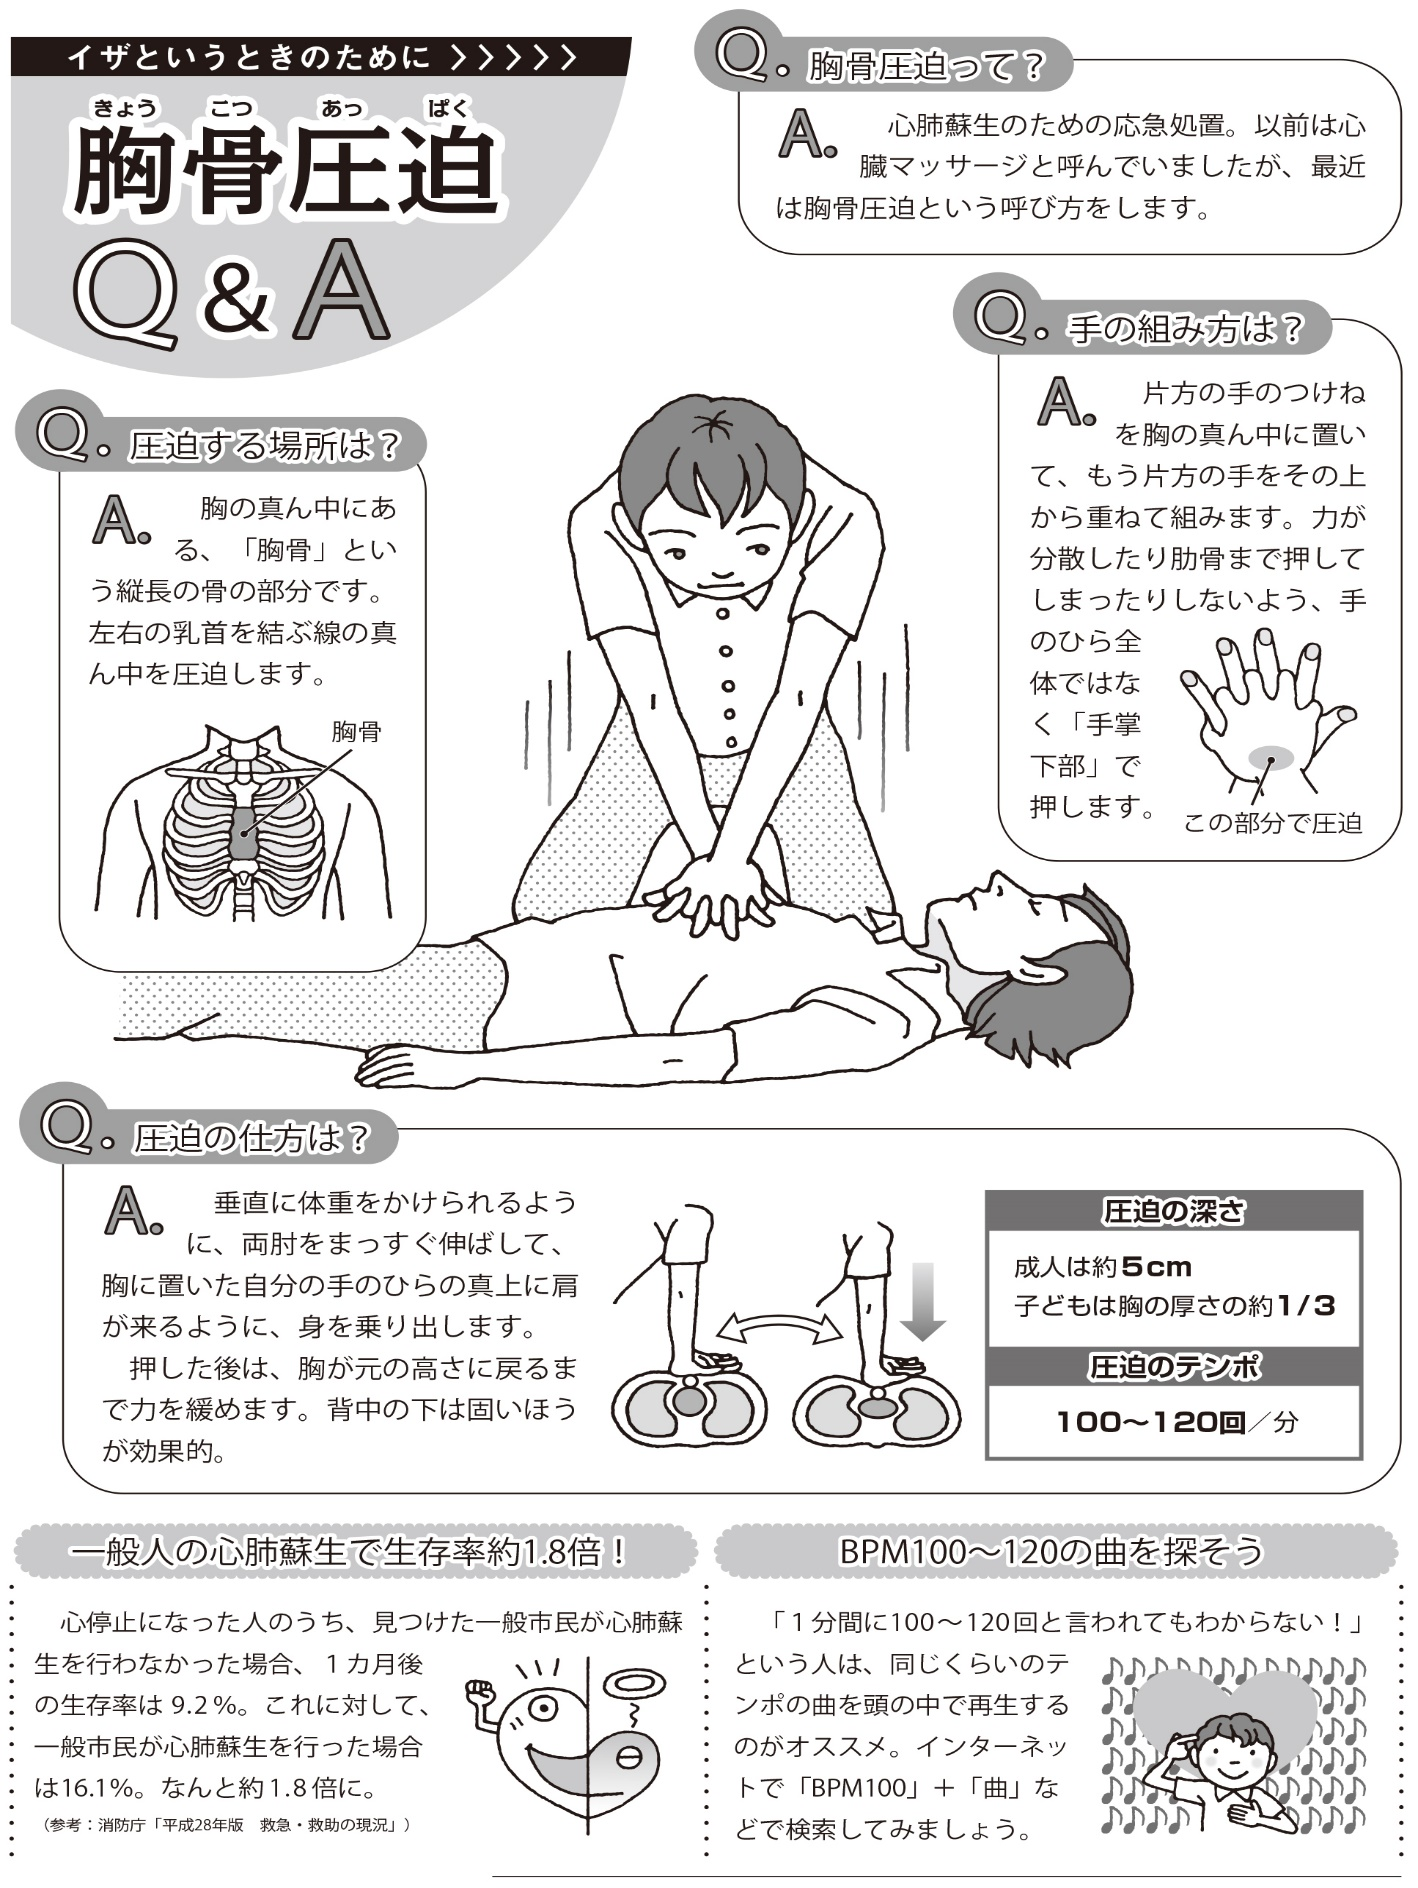 イザというときのために
きょう こつ あっ ぱく
胸骨圧迫
Q&A
Q. 胸骨圧迫って？
A. 心肺蘇生のための応急処置。以前は心
臓マッサージと呼んでいましたが、最近
は胸骨圧迫という呼び方をします。
Q. 手の組み方は？
A. 片方の手のつけね
を胸の真ん中に置い
て、もう片方の手をその上
から重ねて組みます。力が
分散したり肋骨まで押して
しまったりしないよう、手
のひら全
体ではな
く「手掌
下部」で
押します。
この部分で圧迫
Q. 圧迫する場所は？
A. 胸の真ん中にあ
る、「胸骨」とい
う縦長の骨の部分です。
左右の乳首を結ぶ線の真
ん中を圧迫します。
胸骨
Q. 圧迫の仕方は？
A. 垂直に体重をかけられるよう
に、両肘をまっすぐ伸ばして、
胸に置いた自分の手のひらの真上に肩
が来るように、身を乗り出します。
押した後は、胸が元の高さに戻るま
で力を緩めます。背中の下は固いほう
が効果的。
圧迫の深さ
成人は約5cm
子どもは胸の厚さの約1/3
圧迫のテンポ
100〜120回／分
一般人の心肺蘇生で生存率約1.8倍！
心停止になった人のうち、見つけた一般市民が心肺蘇
生を行わなかった場合、１カ月後
の生存率は9.2％。これに対して、
一般市民が心肺蘇生を行った場合
は16.1％。なんと約1.8倍に。
（参考：消防庁「平成28年版　救急・救助の現況」）
BPM100〜120の曲を探そう
「１分間に100〜120回と言われてもわからない！」
という人は、同じくらいのテ
ンポの曲を頭の中で再生する
のがオススメ。インターネッ
トで「BPM100」＋「曲」な
どで検索してみましょう。